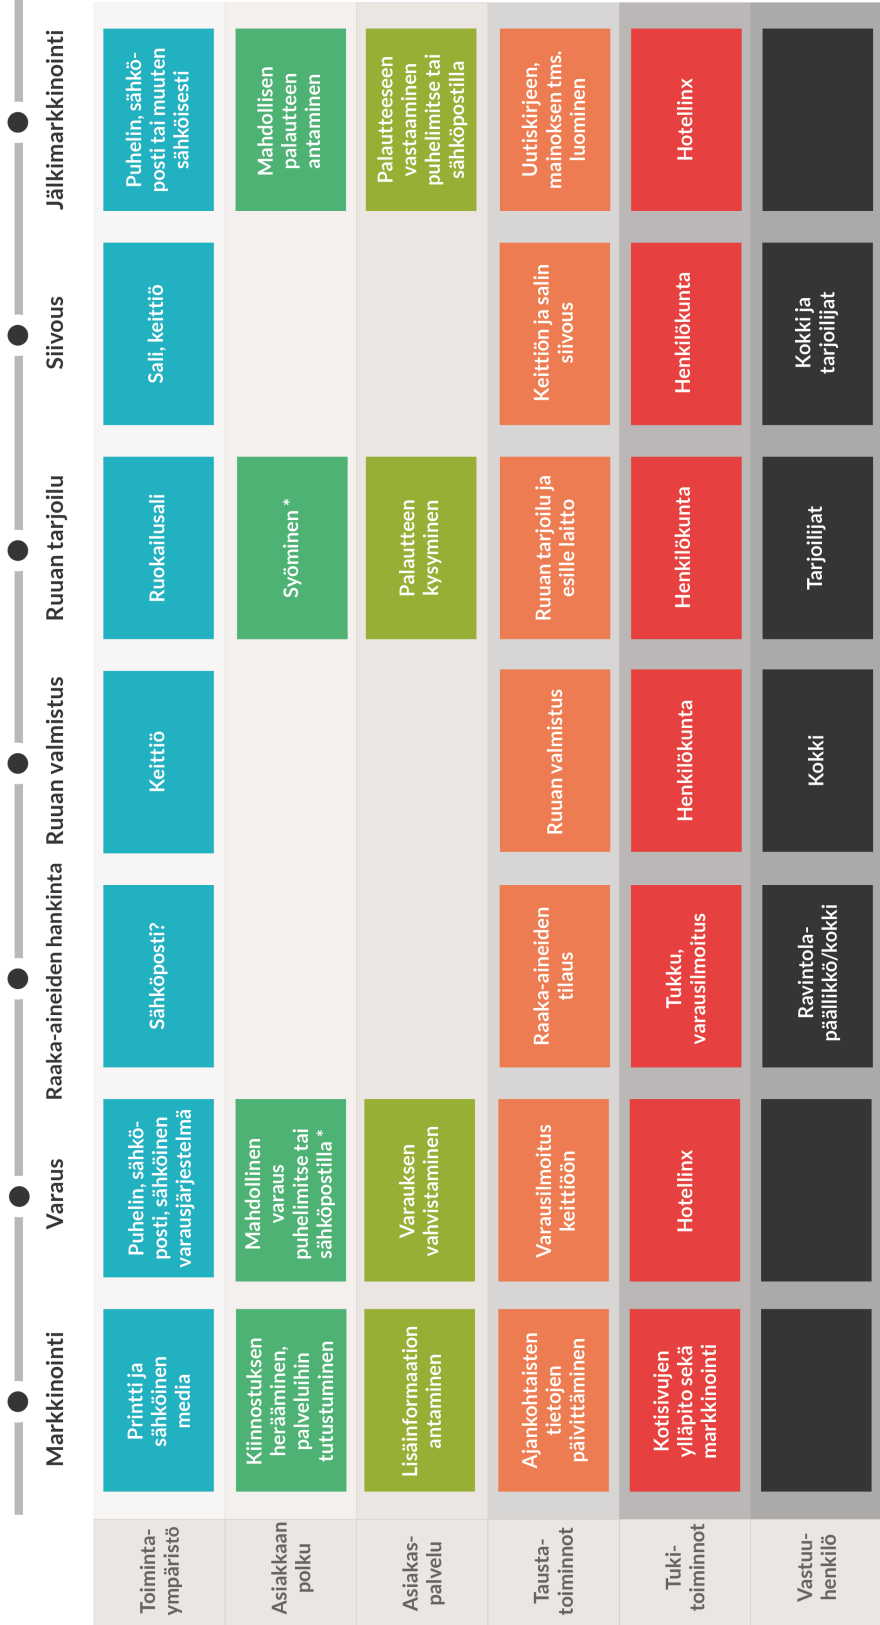 Markkinointi
Varaus
Raaka-aineiden hankinta
Ruuan valmistus
Ruuan tarjoilu
Siivous
Jälkimarkkinointi
Toiminta-
ympäristö
Printti ja
sähköinen
media
Puhelin, sähkö-
posti, sähköinen
varausjärjestelmä
Sähköposti?
Keittiö
Ruokailusali
Sali, keittiö
Puhelin, sähkö-
posti tai muuten
sähköisesti
Asiakkaan
polku
Kiinnostuksen
herääminen,
palveluihin
tutustuminen
Mahdollinen
varaus
puhelimitse tai
sähköpostilla *
Syöminen *
Mahdollisen
palautteen
antaminen
Asiakas-
palvelu
Lisäinformaation
antaminen
Varauksen
vahvistaminen
Palautteen
kysyminen
Palautteeseen
vastaaminen
puhelimitse tai
sähköpostilla
Tausta-
toiminnot
Ajankohtaisten
tietojen
päivittäminen
Varausilmoitus
keittiöön
Raaka-aineiden
tilaus
Ruuan valmistus
Ruuan tarjoilu ja
esille laitto
Keittiön ja salin
siivous
Uutiskirjeen,
mainoksen tms.
luominen
Tuki-
toiminnot
Kotisivujen
ylläpito sekä
markkinointi
Hotellinx
Tukku,
varausilmoitus
Henkilökunta
Henkilökunta
Henkilökunta
Hotellinx
Vastuu-
henkilö
Ravintola-
päällikkö/kokki
Kokki
Tarjoilijat
Kokki ja
tarjoilijat